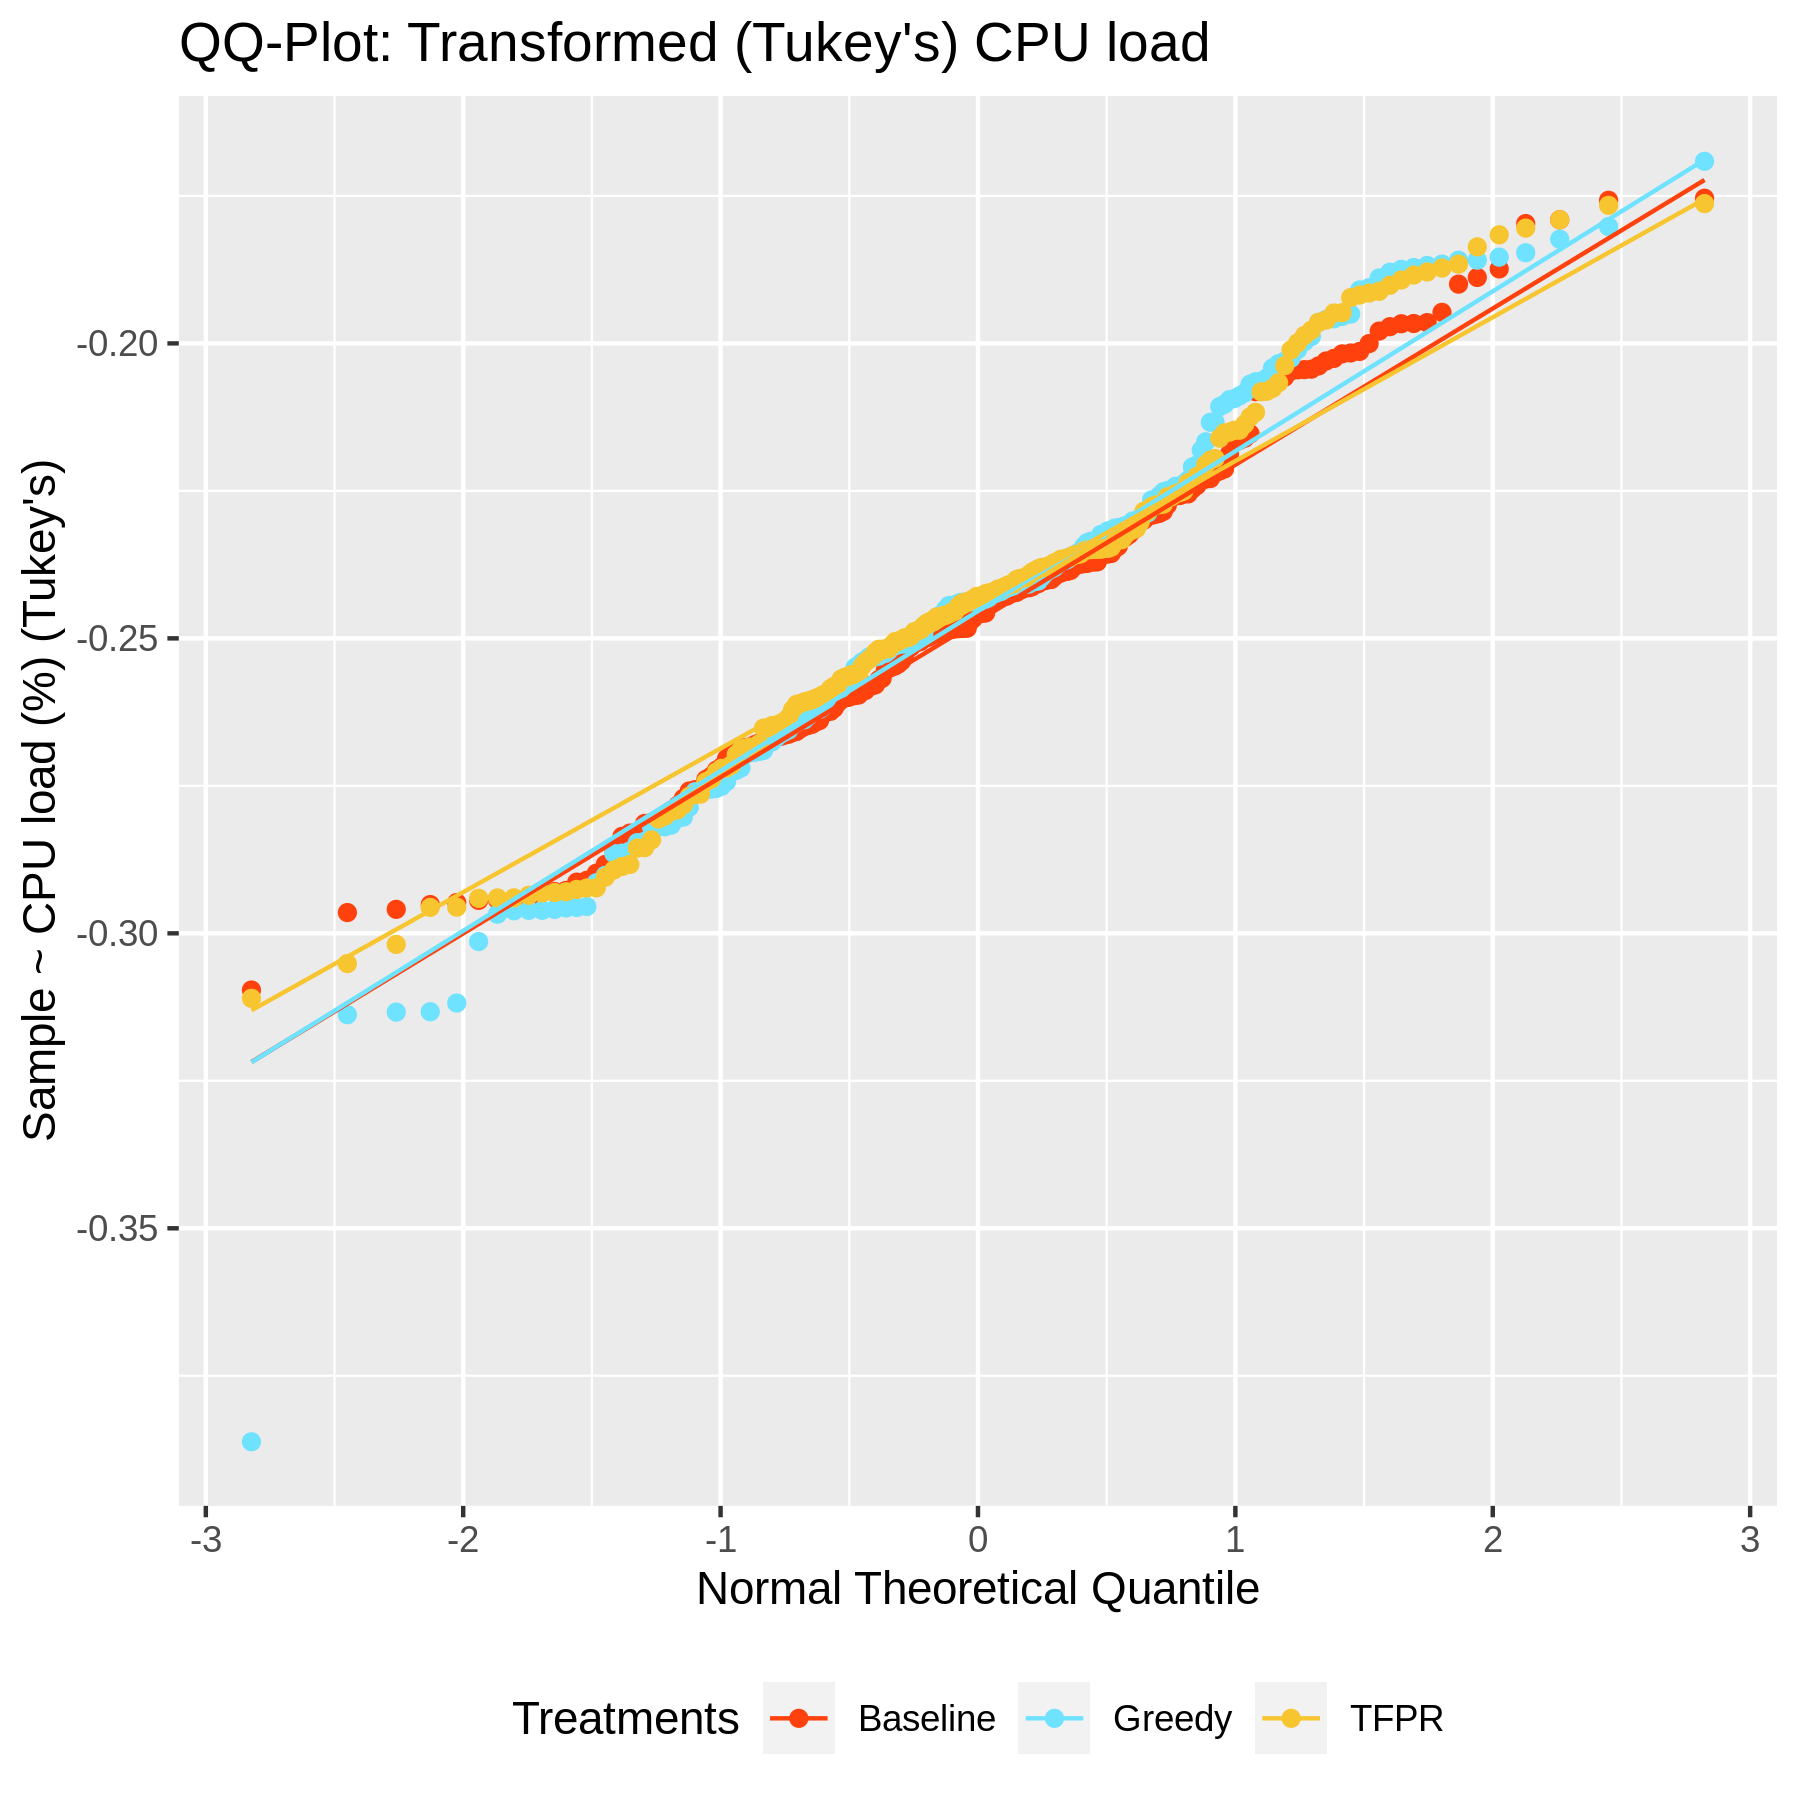 QQ-Plot: Transformed (Tukey's) CPU load
Sample ~ CPU load (%) (Tukey's)
-0.20
-0.25
-0.30
-0.35
-3 -2 -1 0 1 2 3
Normal Theoretical Quantile
Treatments Baseline Greedy TFPR